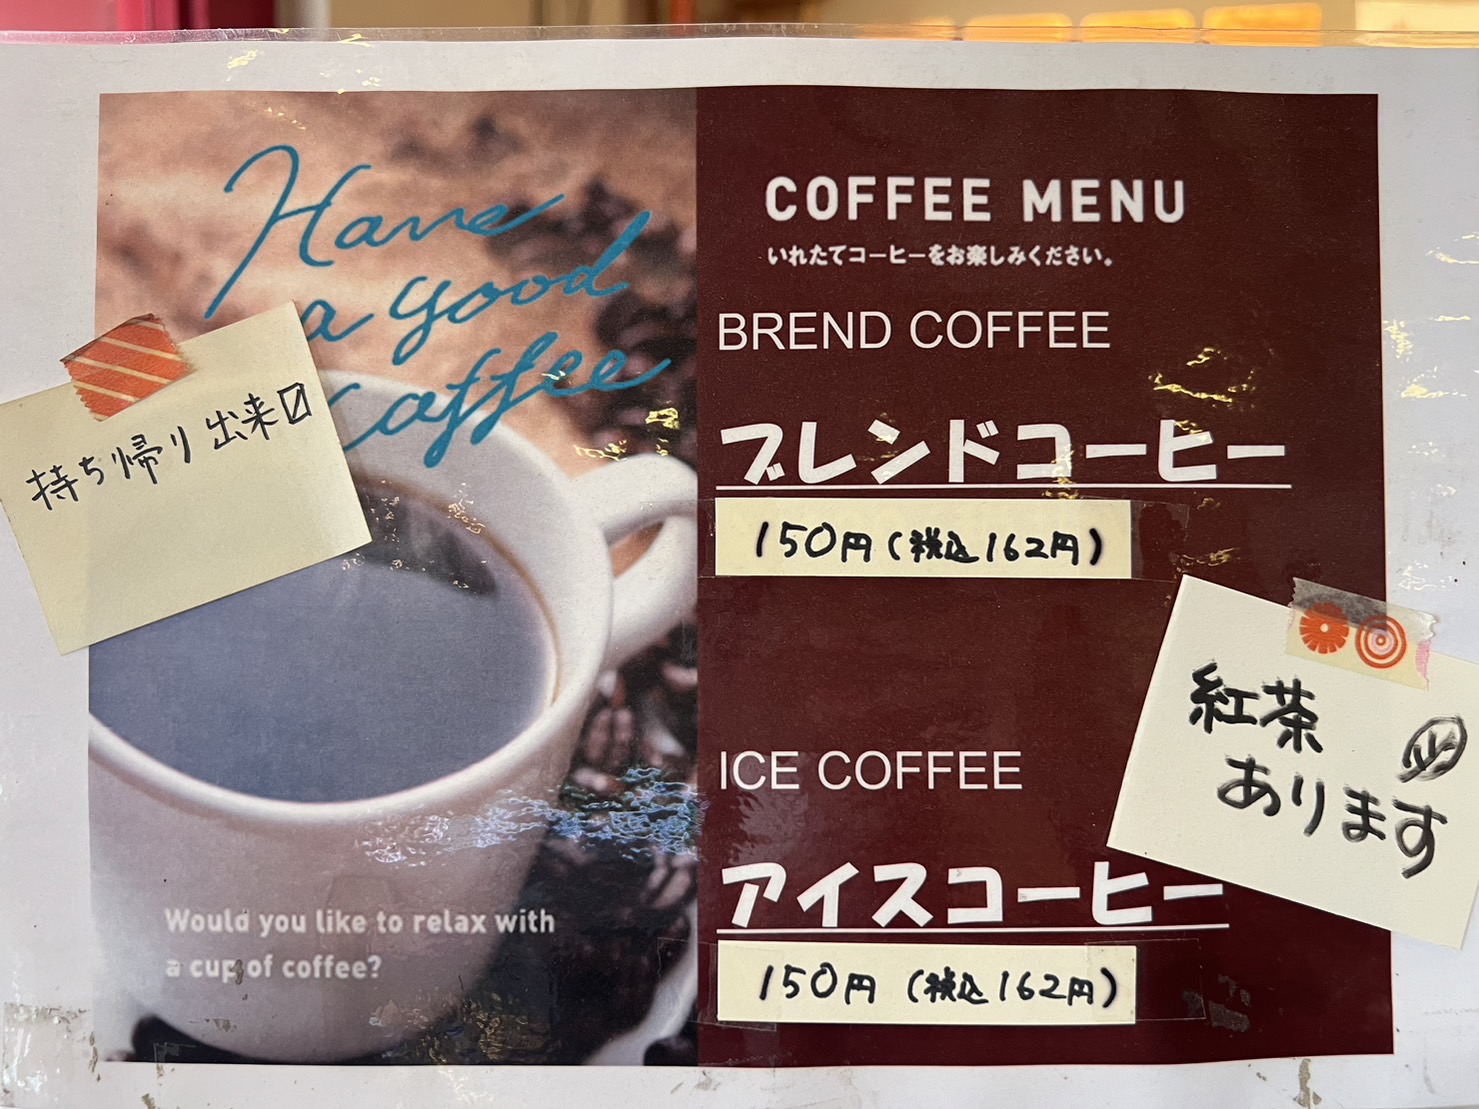 Have
a good
coffee
持ち帰り出来〼
Would you like to relax with
a cup of coffee?
COFFEE MENU
いれたてコーヒーをお楽しみください。
BREND COFFEE
ブレンドコーヒー
150円(税込162円)
ICE COFFEE
アイスコーヒー
150円(税込162円)
紅茶
あります